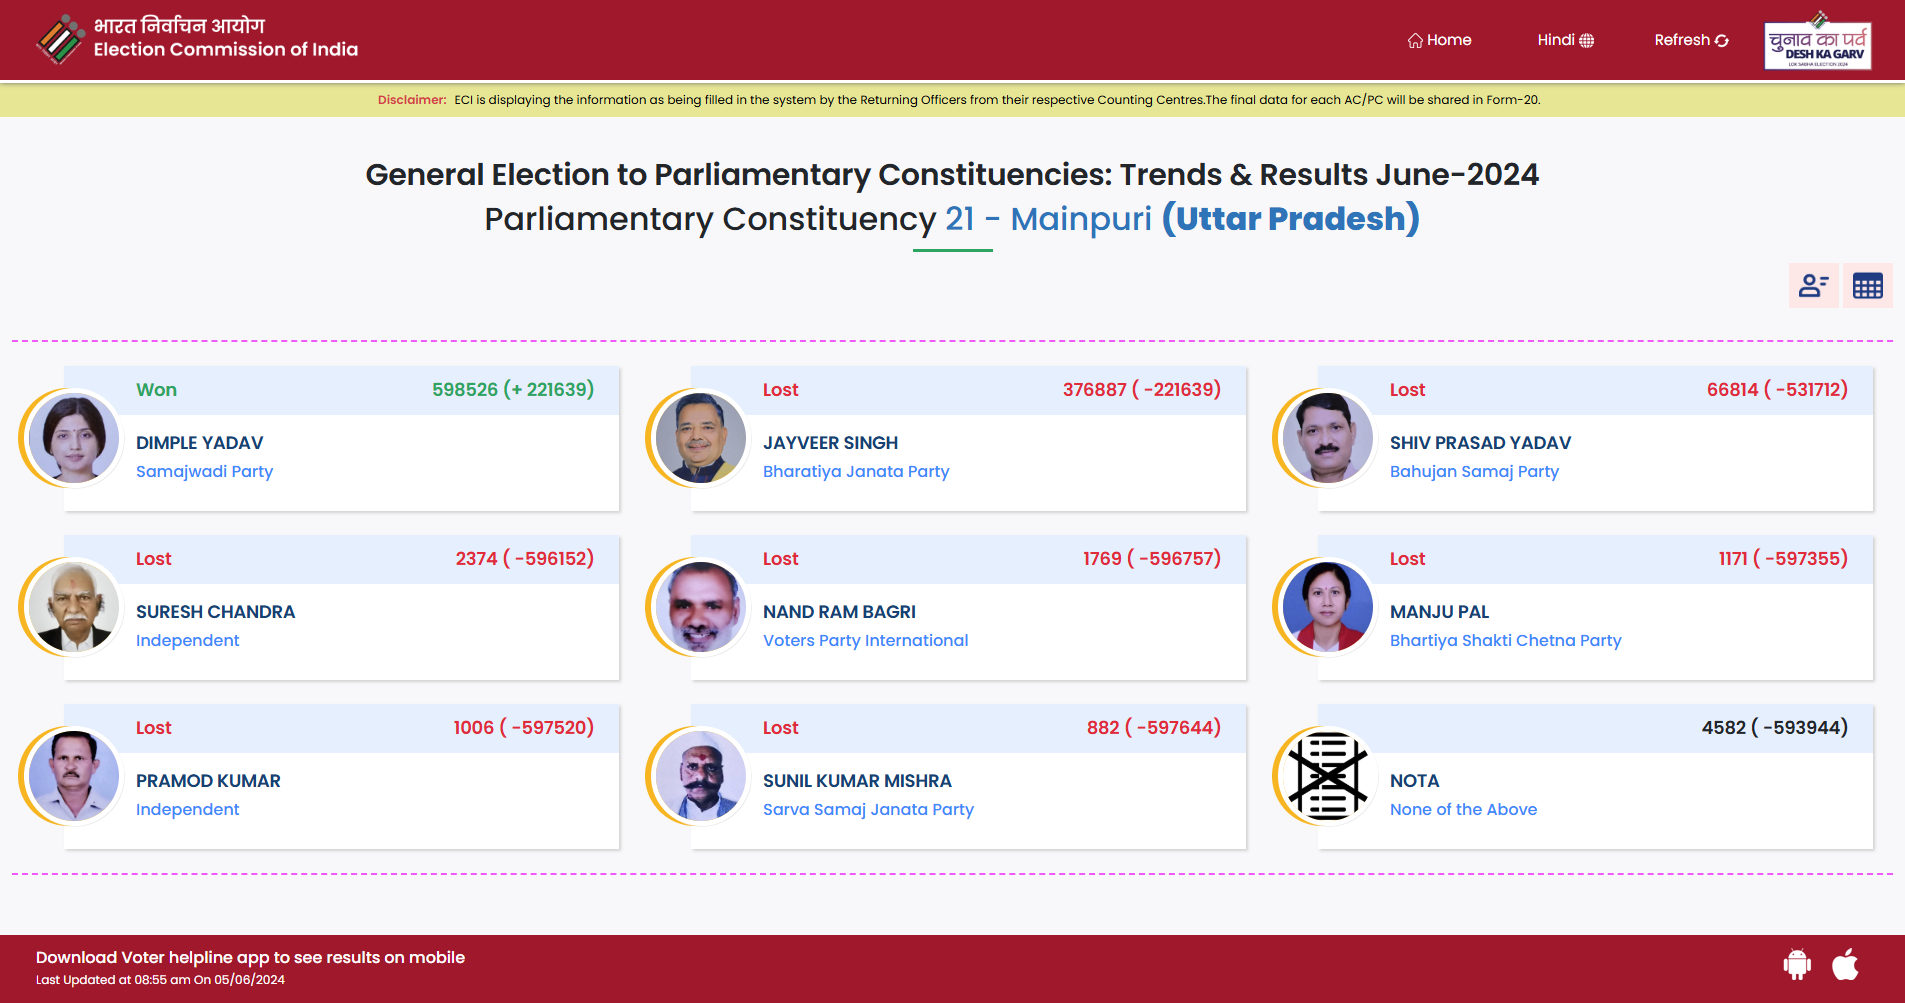 भारत निर्वाचन आयोग
Election Commission of India
Home
Hindi
Refresh
चुनाव का पर्व
DESH KA GARV
LOK SABHA ELECTION 2024
Disclaimer: ECI is displaying the information as being filled in the system by the Returning Officers from their respective Counting Centres.The final data for each AC/PC will be shared in Form-20.
General Election to Parliamentary Constituencies: Trends & Results June-2024
Parliamentary Constituency 21 - Mainpuri (Uttar Pradesh)
Won 598526 (+ 221639)
DIMPLE YADAV
Samajwadi Party
Lost 376887 ( -221639)
JAYVEER SINGH
Bharatiya Janata Party
Lost 66814 ( -531712)
SHIV PRASAD YADAV
Bahujan Samaj Party
Lost 2374 ( -596152)
SURESH CHANDRA
Independent
Lost 1769 ( -596757)
NAND RAM BAGRI
Voters Party International
Lost 1171 ( -597355)
MANJU PAL
Bhartiya Shakti Chetna Party
Lost 1006 ( -597520)
PRAMOD KUMAR
Independent
Lost 882 ( -597644)
SUNIL KUMAR MISHRA
Sarva Samaj Janata Party
4582 ( -593944)
NOTA
None of the Above
Download Voter helpline app to see results on mobile
Last Updated at 08:55 am On 05/06/2024